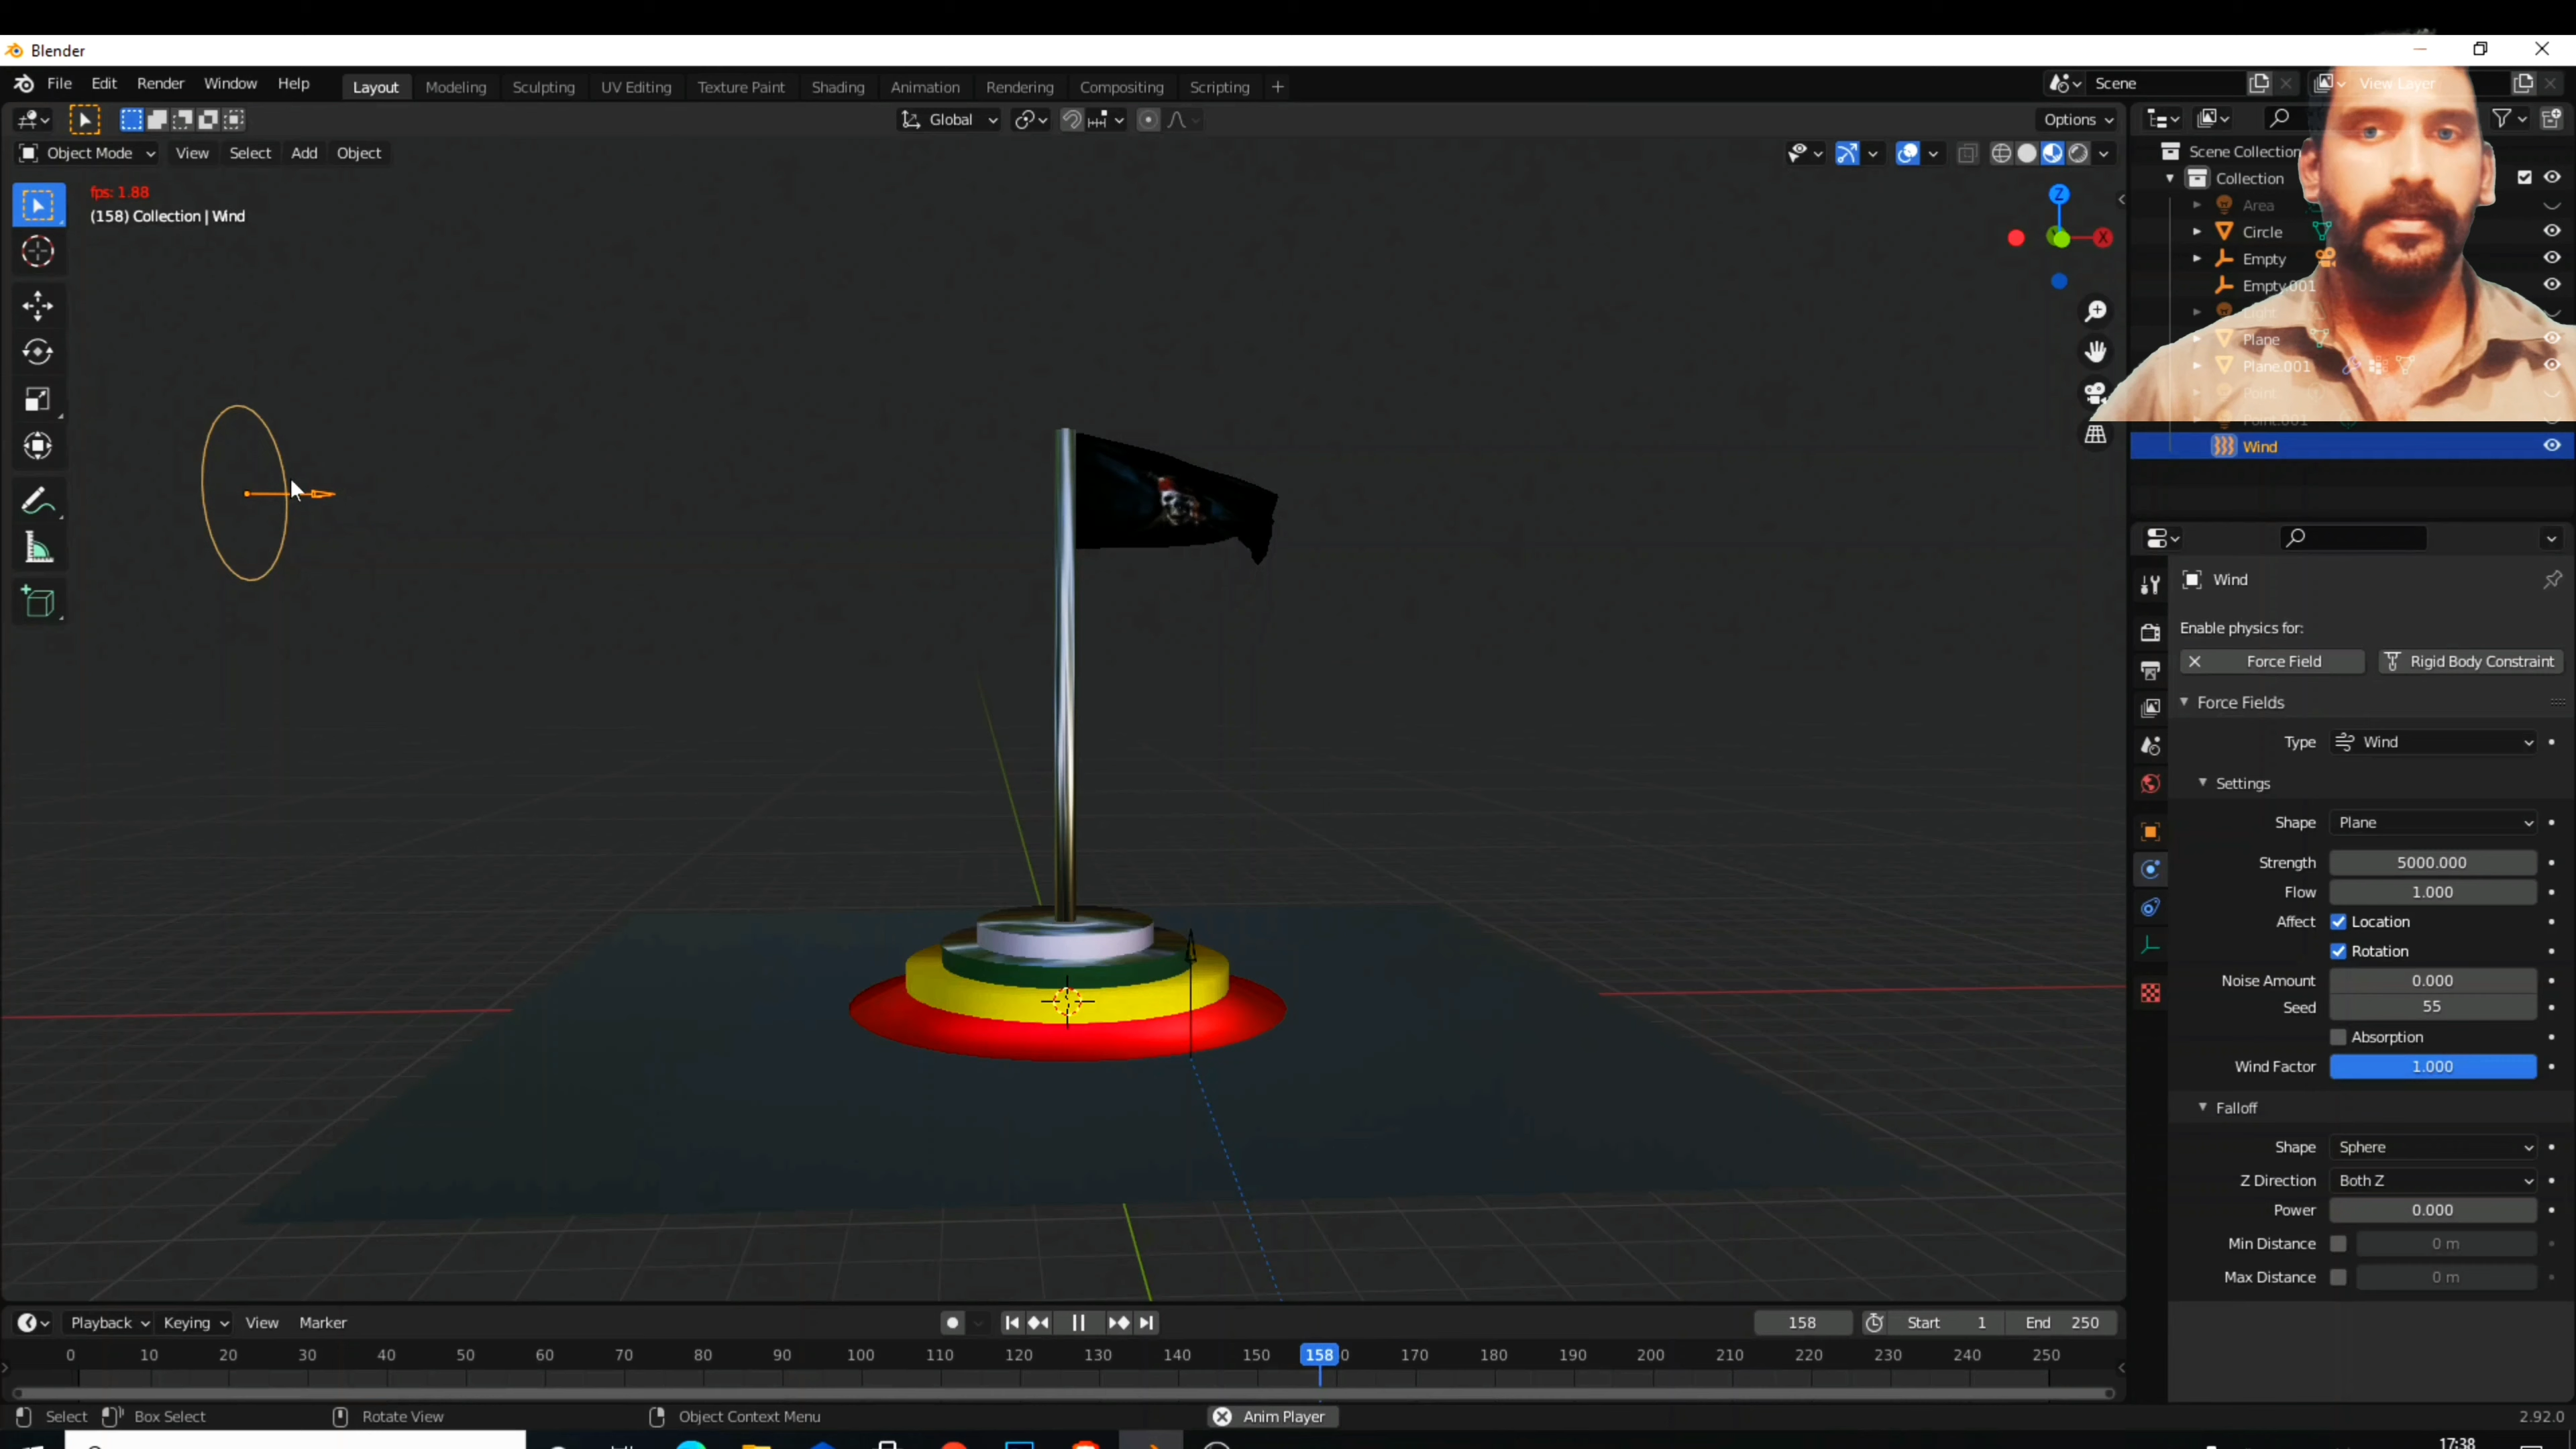 Blender
File Edit Render Window Help Layout Modeling Sculpting UV Editing Texture Paint Shading Animation Rendering Compositing Scripting + Scene View Layer
Global Options
Object Mode View Select Add Object
fps: 1.88
(158) Collection | Wind
Z
X
Scene Collection
Collection
Area
Circle
Empty
Empty.001
Light
Plane
Plane.001
Point
Point.001
Wind
Wind
Enable physics for:
Force Field Rigid Body Constraint
Force Fields
Type Wind
Settings
Shape Plane
Strength 5000.000
Flow 1.000
Affect Location
Rotation
Noise Amount 0.000
Seed 55
Absorption
Wind Factor 1.000
Falloff
Shape Sphere
Z Direction Both Z
Power 0.000
Min Distance 0 m
Max Distance 0 m
Playback Keying View Marker 158 Start 1 End 250
0 10 20 30 40 50 60 70 80 90 100 110 120 130 140 150 158 0 170 180 190 200 210 220 230 240 250
Select Box Select Rotate View Object Context Menu Anim Player 2.92.0
17:38